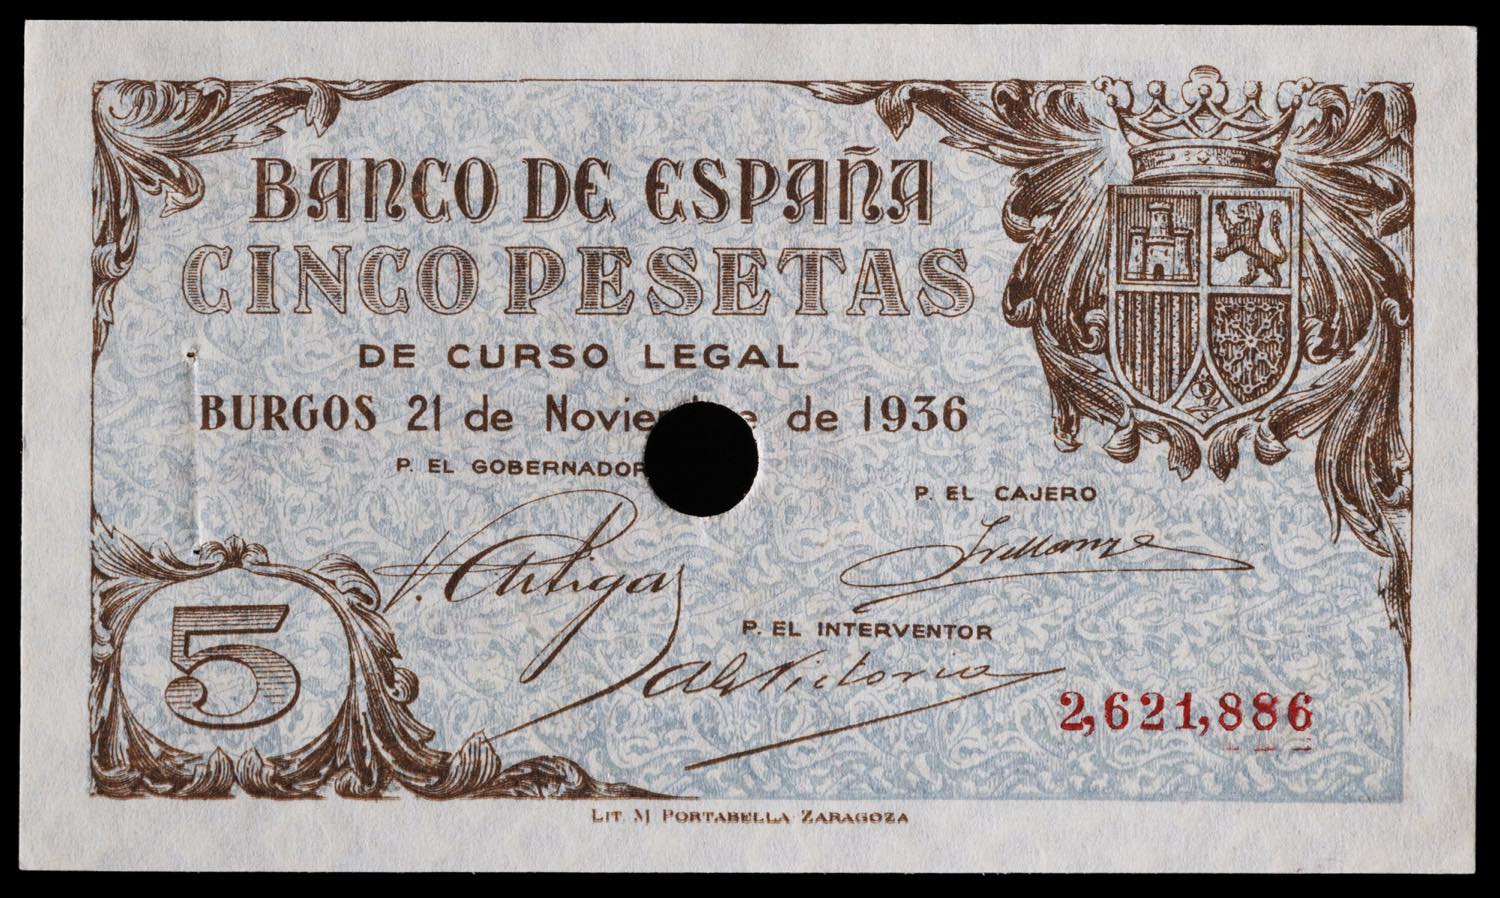 BANCO DE ESPAÑA
CINCO PESETAS
DE CURSO LEGAL
BURGOS 21 de de 1936
P. EL GOBERNADOR
P. EL CAJERO
P. EL INTERVENTOR
5
2,621,886
LIT. M PORTABELLA ZARAGOZA